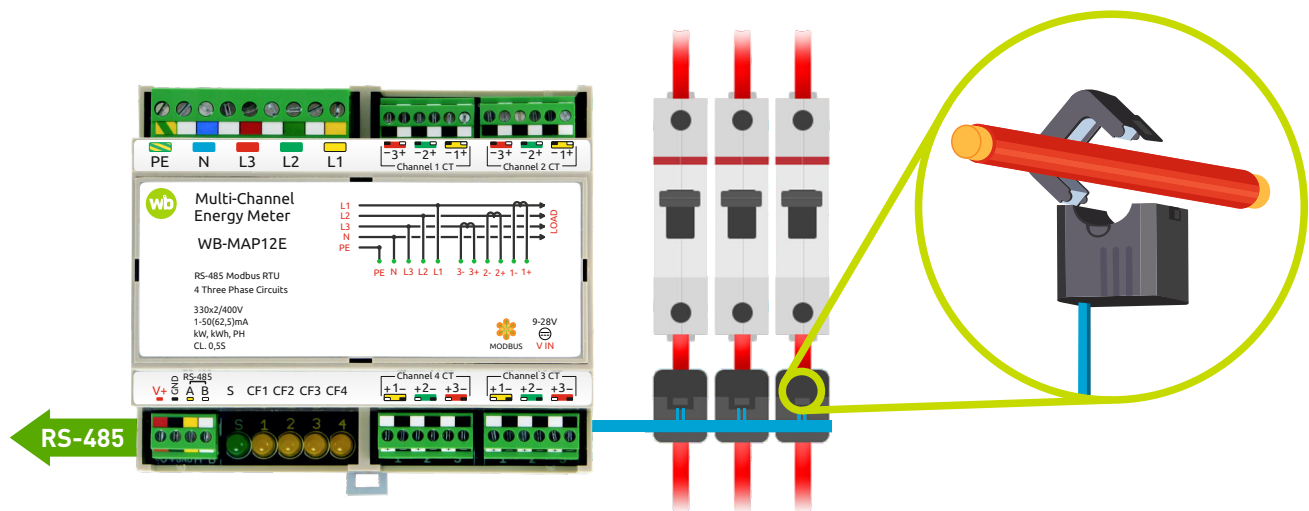 PE N L3 L2 L1
−3+ −2+ −1+
Channel 1 CT
−3+ −2+ −1+
Channel 2 CT
wb
Multi-Channel
Energy Meter
WB-MAP12E
RS-485 Modbus RTU
4 Three Phase Circuits
330x2/400V
1-50(62,5)mA
kW, kWh, PH
CL. 0,5S
L1
L2
L3
N
PE
LOAD
PE N L3 L2 L1 3- 3+ 2- 2+ 1- 1+
MODBUS
9-28V
V IN
RS-485
V+ GND A B S CF1 CF2 CF3 CF4
Channel 4 CT
+1− +2− +3−
Channel 3 CT
+1− +2− +3−
RS-485
S 1 2 3 4
1 2 3